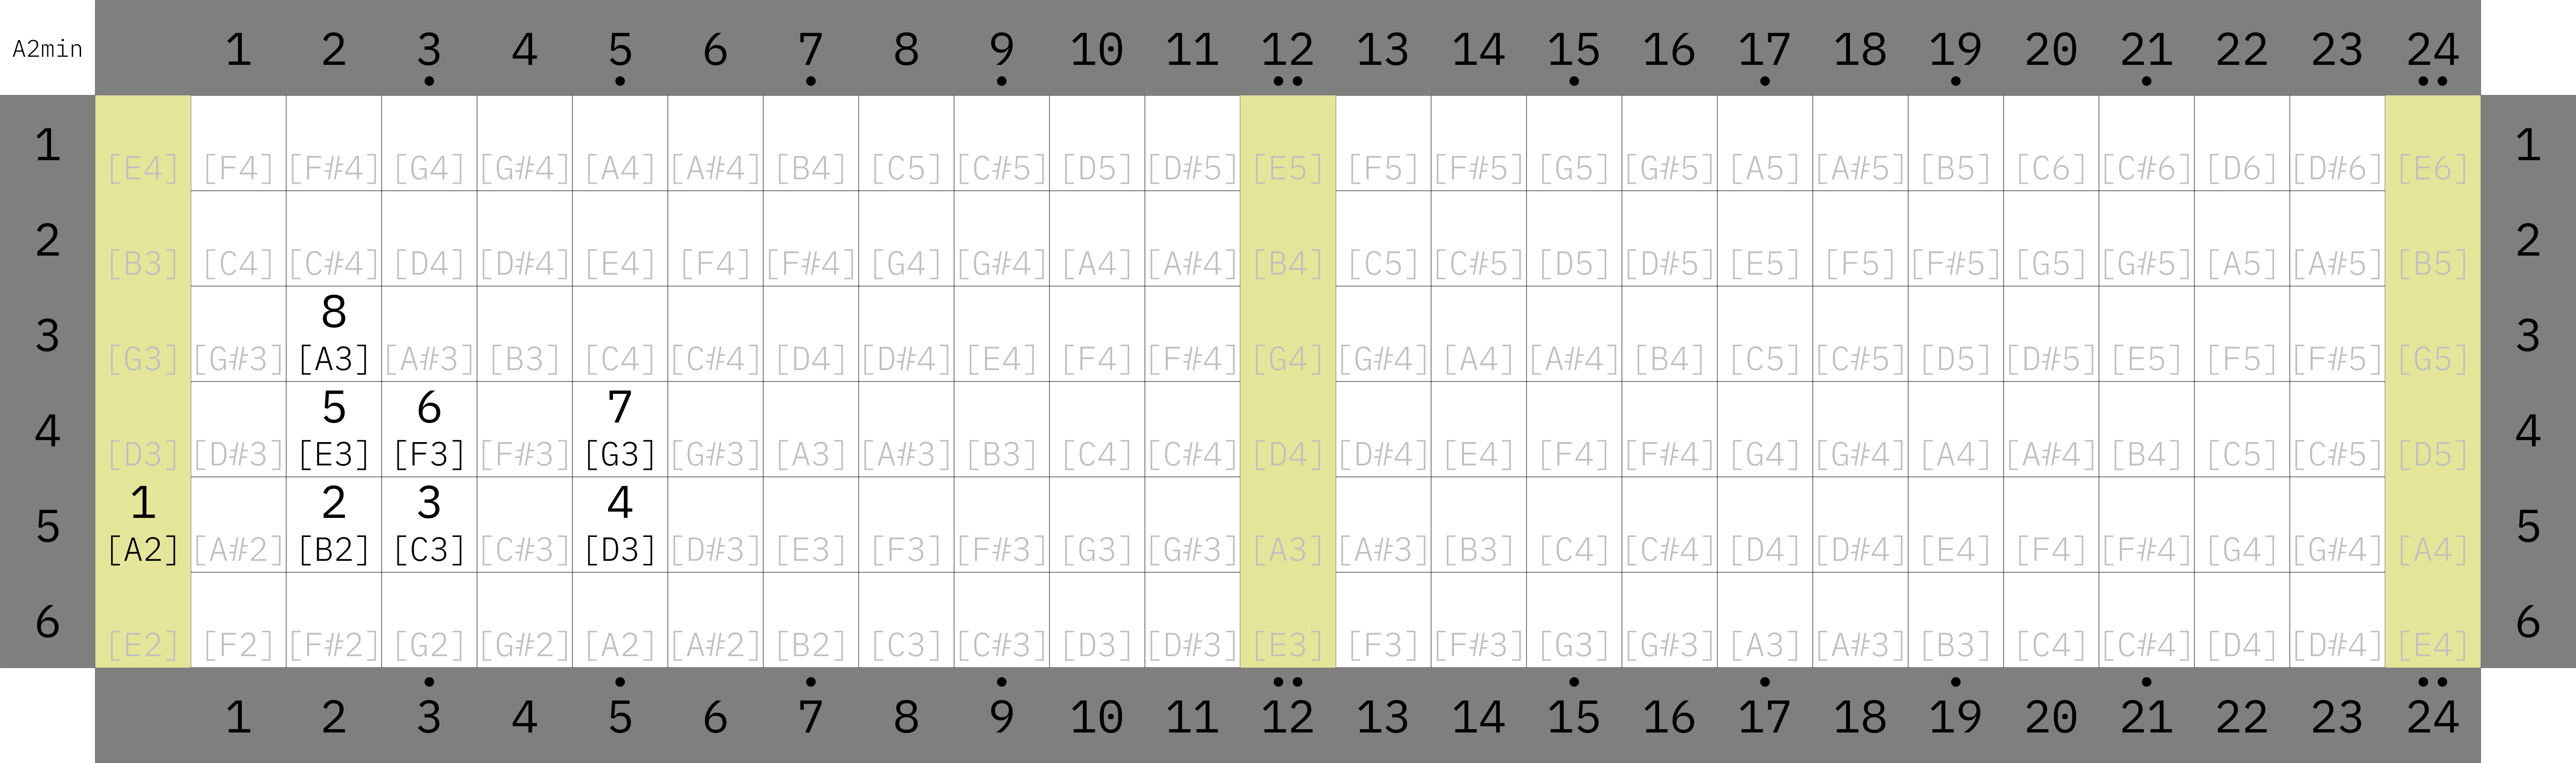 A2min 1 2 3 4 5 6 7 8 9 10 11 12 13 14 15 16 17 18 19 20 21 22 23 24
1 [E4] [F4] [F#4] [G4] [G#4] [A4] [A#4] [B4] [C5] [C#5] [D5] [D#5] [E5] [F5] [F#5] [G5] [G#5] [A5] [A#5] [B5] [C6] [C#6] [D6] [D#6] [E6] 1
2 [B3] [C4] [C#4] [D4] [D#4] [E4] [F4] [F#4] [G4] [G#4] [A4] [A#4] [B4] [C5] [C#5] [D5] [D#5] [E5] [F5] [F#5] [G5] [G#5] [A5] [A#5] [B5] 2
8
3 [G3] [G#3] [A3] [A#3] [B3] [C4] [C#4] [D4] [D#4] [E4] [F4] [F#4] [G4] [G#4] [A4] [A#4] [B4] [C5] [C#5] [D5] [D#5] [E5] [F5] [F#5] [G5] 3
5 6 7
4 [D3] [D#3] [E3] [F3] [F#3] [G3] [G#3] [A3] [A#3] [B3] [C4] [C#4] [D4] [D#4] [E4] [F4] [F#4] [G4] [G#4] [A4] [A#4] [B4] [C5] [C#5] [D5] 4
1 2 3 4
5 [A2] [A#2] [B2] [C3] [C#3] [D3] [D#3] [E3] [F3] [F#3] [G3] [G#3] [A3] [A#3] [B3] [C4] [C#4] [D4] [D#4] [E4] [F4] [F#4] [G4] [G#4] [A4] 5
6 [E2] [F2] [F#2] [G2] [G#2] [A2] [A#2] [B2] [C3] [C#3] [D3] [D#3] [E3] [F3] [F#3] [G3] [G#3] [A3] [A#3] [B3] [C4] [C#4] [D4] [D#4] [E4] 6
1 2 3 4 5 6 7 8 9 10 11 12 13 14 15 16 17 18 19 20 21 22 23 24